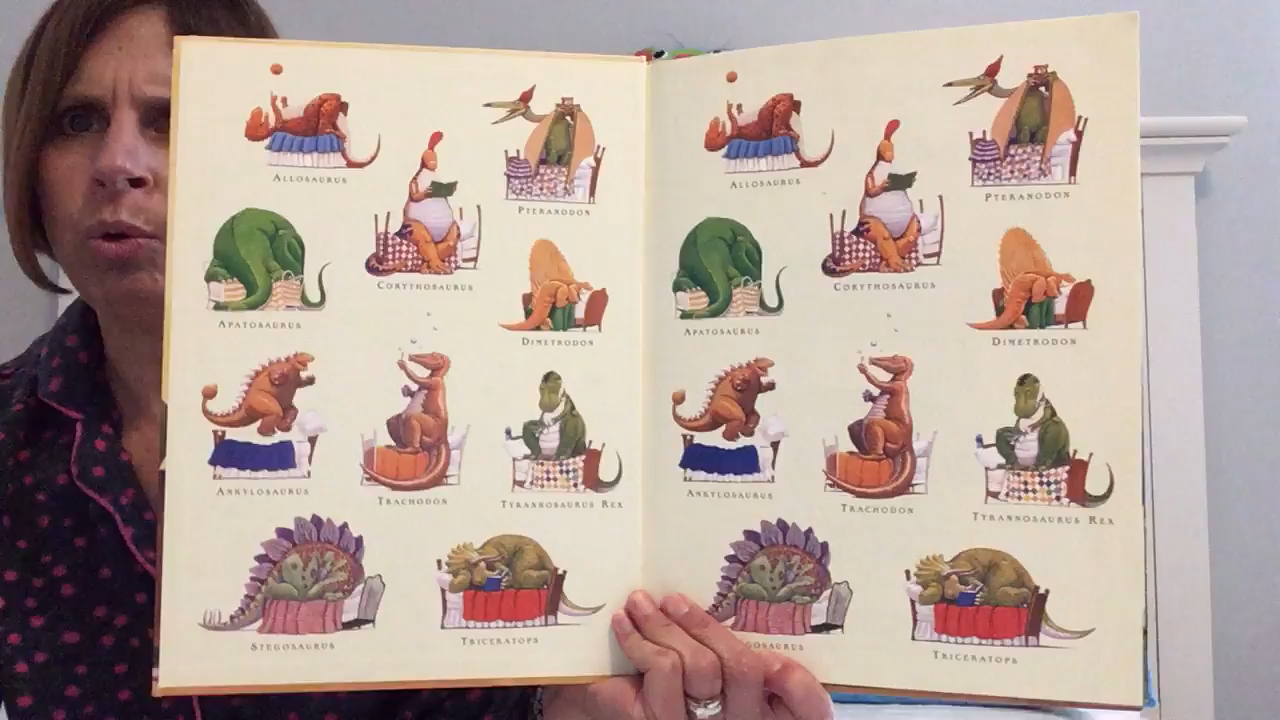 ALLOSAURUS
PTERANODON
CORYTHOSAURUS
APATOSAURUS
DIMETRODON
ANKYLOSAURUS
TRACHODON
TYRANNOSAURUS REX
STEGOSAURUS
TRICERATOPS
ALLOSAURUS
PTERANODON
CORYTHOSAURUS
APATOSAURUS
DIMETRODON
ANKYLOSAURUS
TRACHODON
TYRANNOSAURUS REX
GOSAURUS
TRICERATOPS